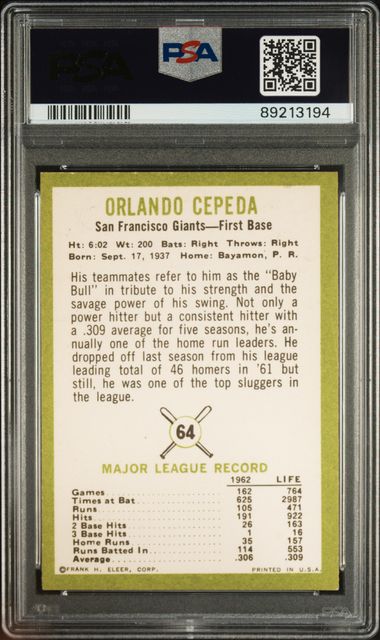 PSA
PSA
89213194
ORLANDO CEPEDA
San Francisco Giants—First Base
Ht: 6:02 Wt: 200 Bats: Right Throws: Right
Born: Sept. 17, 1937 Home: Bayamon, P. R.
His teammates refer to him as the "Baby
Bull" in tribute to his strength and the
savage power of his swing. Not only a
power hitter but a consistent hitter with
a .309 average for five seasons, he's an-
nually one of the home run leaders. He
dropped off last season from his league
leading total of 46 homers in '61 but
still, he was one of the top sluggers in
the league.
64
MAJOR LEAGUE RECORD
1962 LIFE
Games 162 764
Times at Bat 625 2987
Runs 105 471
Hits 191 922
2 Base Hits 26 163
3 Base Hits 1 16
Home Runs 35 157
Runs Batted In 114 553
Average .306 .309
©FRANK H. FLEER, CORP. PRINTED IN U.S.A.